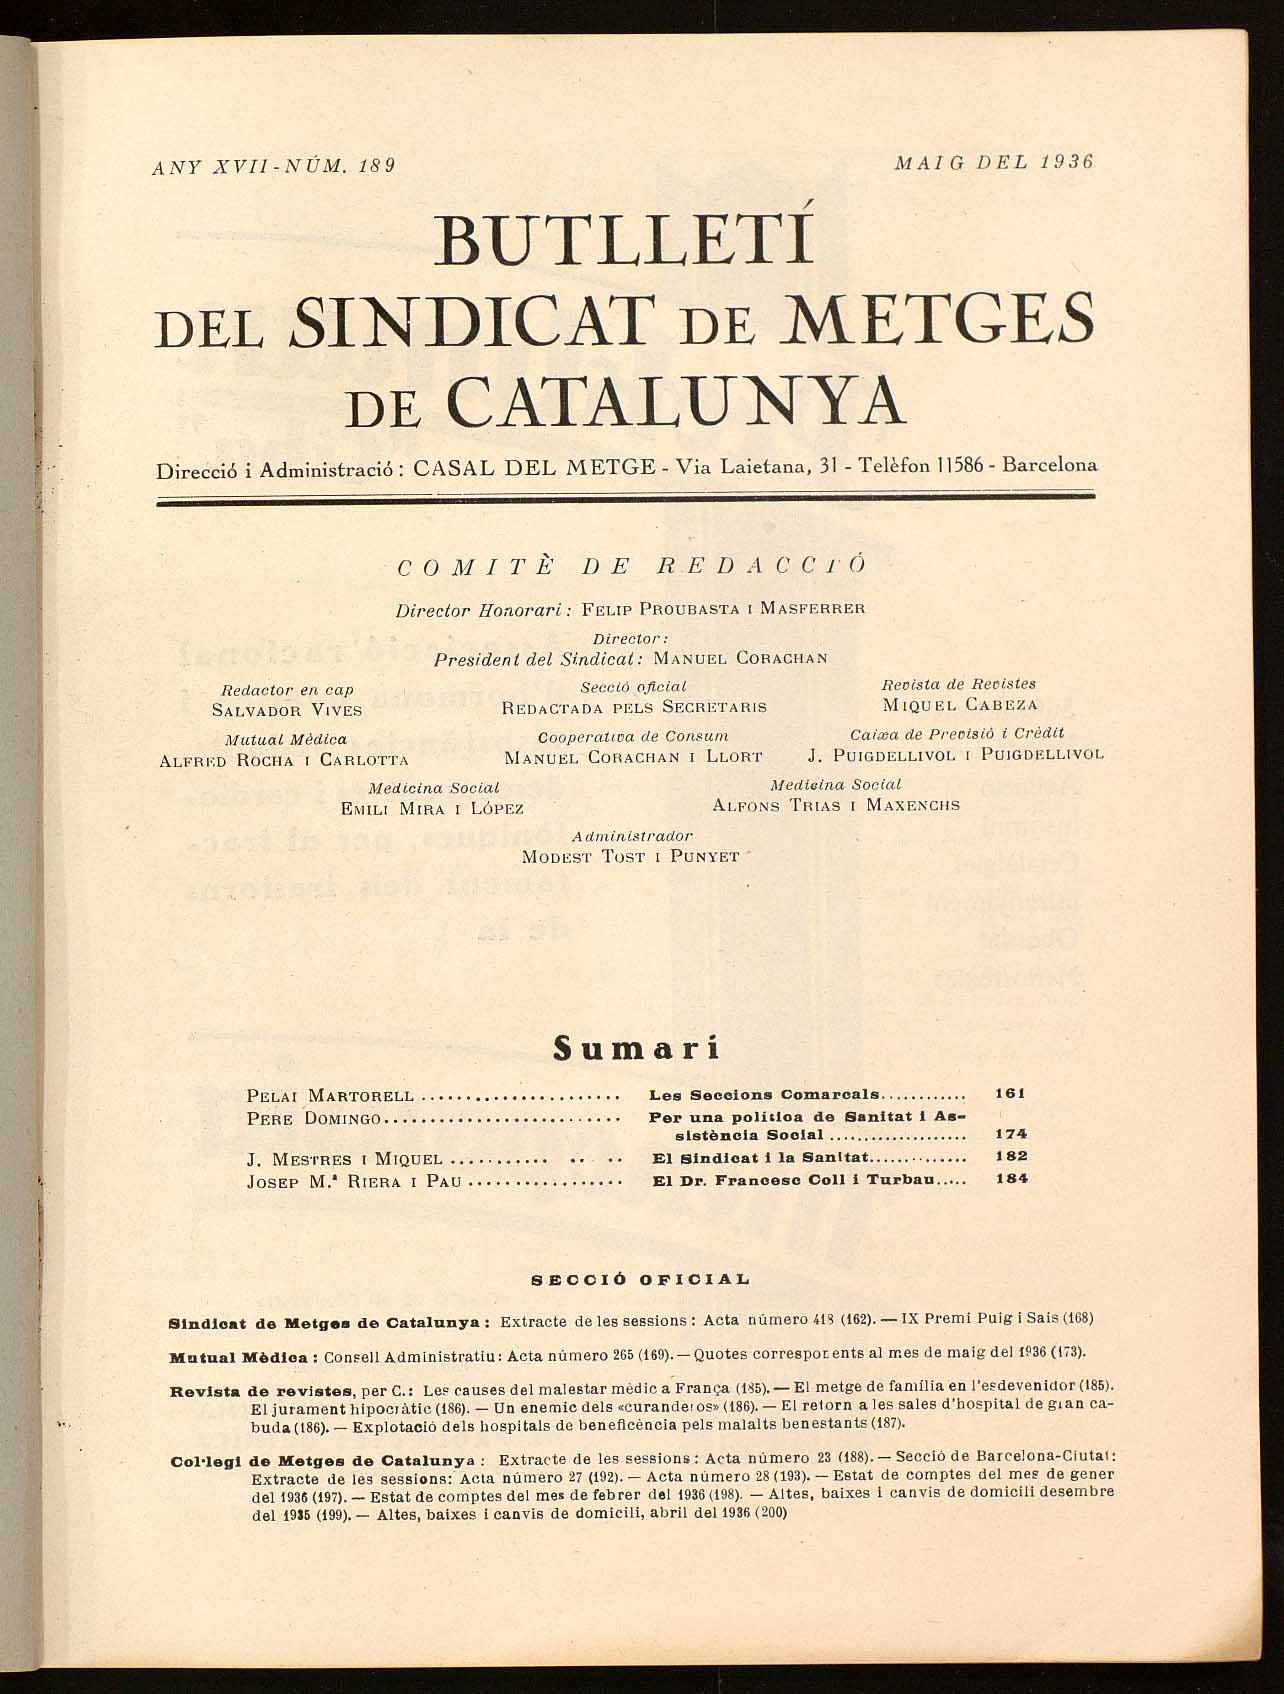 ANY XVII-NÚM. 189
MAIG DEL 1936
BUTLLETÍ
DEL SINDICAT DE METGES
DE CATALUNYA
Direcció i Administració: CASAL DEL METGE - Via Laietana, 31 - Telèfon 11586 - Barcelona
COMITÈ DE REDACCIÓ
Director Honorari: FELIP PROUBASTA I MASFERRER
Director:
President del Sindicat: MANUEL CORACHAN
Redactor en cap
SALVADOR VIVES
Secció oficial
REDACTADA PELS SECRETARIS
Revista de Revistes
MIQUEL CABEZA
Mutual Mèdica
ALFRED ROCHA I CARLOTTA
Cooperativa de Consum
MANUEL CORACHAN I LLORT
Caixa de Previsió i Crèdit
J. PUIGDELLIVOL I PUIGDELLIVOL
Medicina Social
EMILI MIRA I LÓPEZ
Medicina Social
ALFONS TRIAS I MAXENCHS
Administrador
MODEST TOST I PUNYET
Sumari
PELAI MARTORELL ...................... Les Seccions Comarcals............ 161
PERE DOMINGO.......................... Per una política de Sanitat i As-
sistència Social .................... 174
J. MESTRES I MIQUEL ........... .. .. El Sindicat i la Sanitat.............. 182
JOSEP M.ª RIERA I PAU ................. El Dr. Francesc Coll i Turbau..... 184
SECCIÓ OFICIAL
Sindicat de Metges de Catalunya: Extracte de les sessions: Acta número 418 (162). — IX Premi Puig i Sais (168)
Mutual Mèdica: Consell Administratiu: Acta número 265 (169). — Quotes corresponents al mes de maig del 1936 (173).
Revista de revistes, per C.: Les causes del malestar mèdic a França (185). — El metge de família en l'esdevenidor (185).
El jurament hipocràtic (186). — Un enemic dels «curanderos» (186). — El retorn a les sales d'hospital de gran ca-
buda (186). — Explotació dels hospitals de beneficència pels malalts benestants (187).
Col·legi de Metges de Catalunya: Extracte de les sessions: Acta número 23 (188). — Secció de Barcelona-Ciutat:
Extracte de les sessions: Acta número 27 (192). — Acta número 28 (193). — Estat de comptes del mes de gener
del 1936 (197). — Estat de comptes del mes de febrer del 1936 (198). — Altes, baixes i canvis de domicili desembre
del 1935 (199). — Altes, baixes i canvis de domicili, abril del 1936 (200)